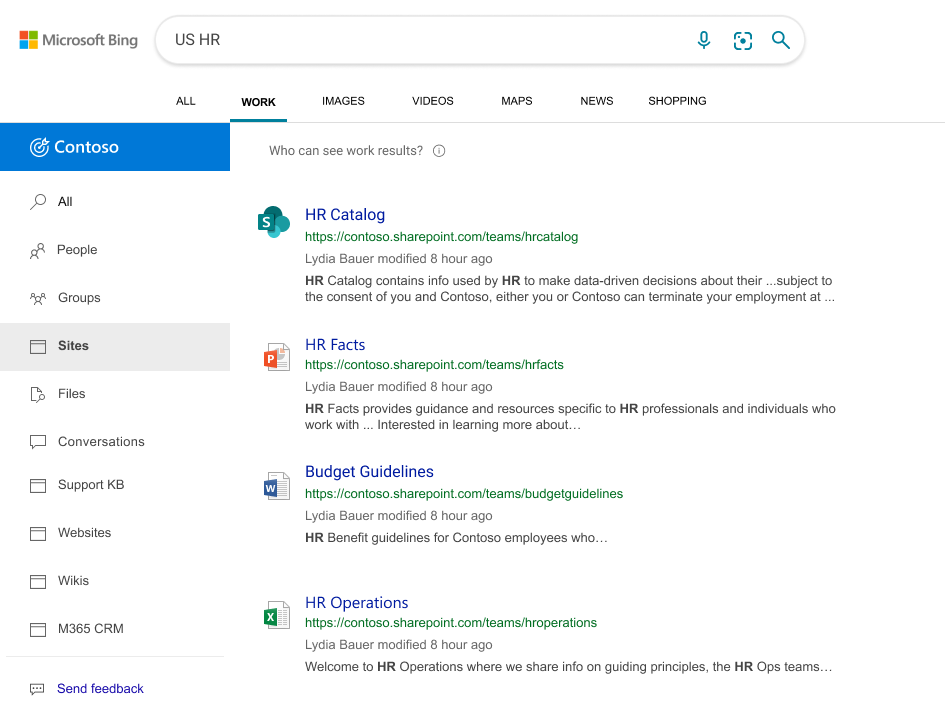 Microsoft Bing
US HR
ALL WORK IMAGES VIDEOS MAPS NEWS SHOPPING
Contoso
Who can see work results?
All
People
Groups
Sites
Files
Conversations
Support KB
Websites
Wikis
M365 CRM
Send feedback
S
HR Catalog
https://contoso.sharepoint.com/teams/hrcatalog
Lydia Bauer modified 8 hour ago
HR Catalog contains info used by HR to make data-driven decisions about their ...subject to
the consent of you and Contoso, either you or Contoso can terminate your employment at ...
P
HR Facts
https://contoso.sharepoint.com/teams/hrfacts
Lydia Bauer modified 8 hour ago
HR Facts provides guidance and resources specific to HR professionals and individuals who
work with ... Interested in learning more about…
W
Budget Guidelines
https://contoso.sharepoint.com/teams/budgetguidelines
Lydia Bauer modified 8 hour ago
HR Benefit guidelines for Contoso employees who…
X
HR Operations
https://contoso.sharepoint.com/teams/hroperations
Lydia Bauer modified 8 hour ago
Welcome to HR Operations where we share info on guiding principles, the HR Ops teams…